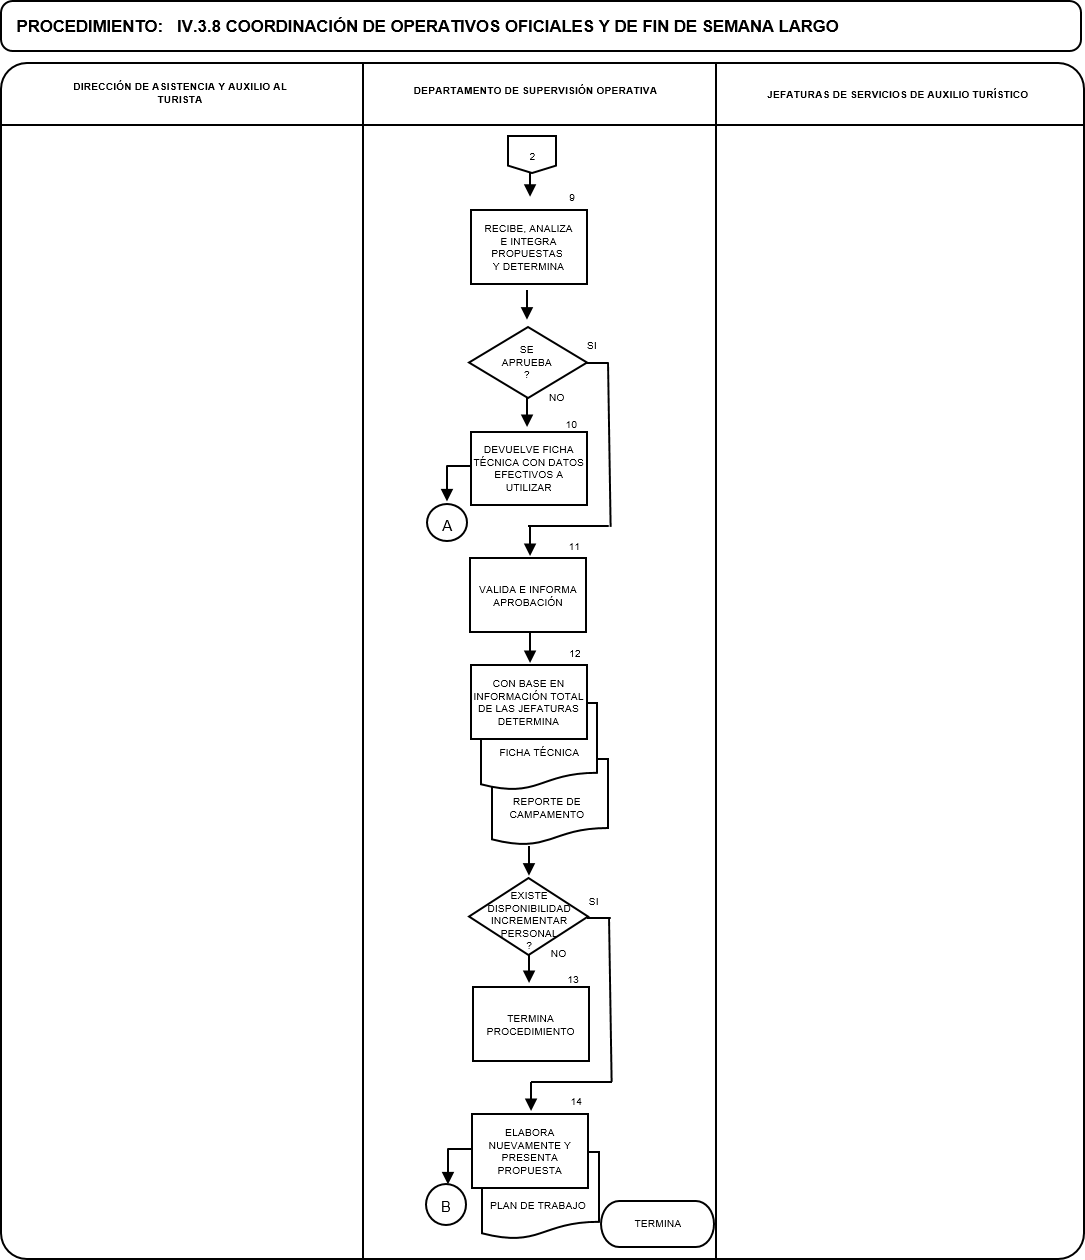 PROCEDIMIENTO: IV.3.8 COORDINACIÓN DE OPERATIVOS OFICIALES Y DE FIN DE SEMANA LARGO
DIRECCIÓN DE ASISTENCIA Y AUXILIO AL
TURISTA
DEPARTAMENTO DE SUPERVISIÓN OPERATIVA
JEFATURAS DE SERVICIOS DE AUXILIO TURÍSTICO
2
9
RECIBE, ANALIZA
E INTEGRA
PROPUESTAS
Y DETERMINA
SE
APRUEBA
?
SI
NO
10
DEVUELVE FICHA
TÉCNICA CON DATOS
EFECTIVOS A
UTILIZAR
A
11
VALIDA E INFORMA
APROBACIÓN
12
CON BASE EN
INFORMACIÓN TOTAL
DE LAS JEFATURAS
DETERMINA
FICHA TÉCNICA
REPORTE DE
CAMPAMENTO
EXISTE
DISPONIBILIDAD
INCREMENTAR
PERSONAL
?
SI
NO
13
TERMINA
PROCEDIMIENTO
14
ELABORA
NUEVAMENTE Y
PRESENTA
PROPUESTA
B
PLAN DE TRABAJO
TERMINA